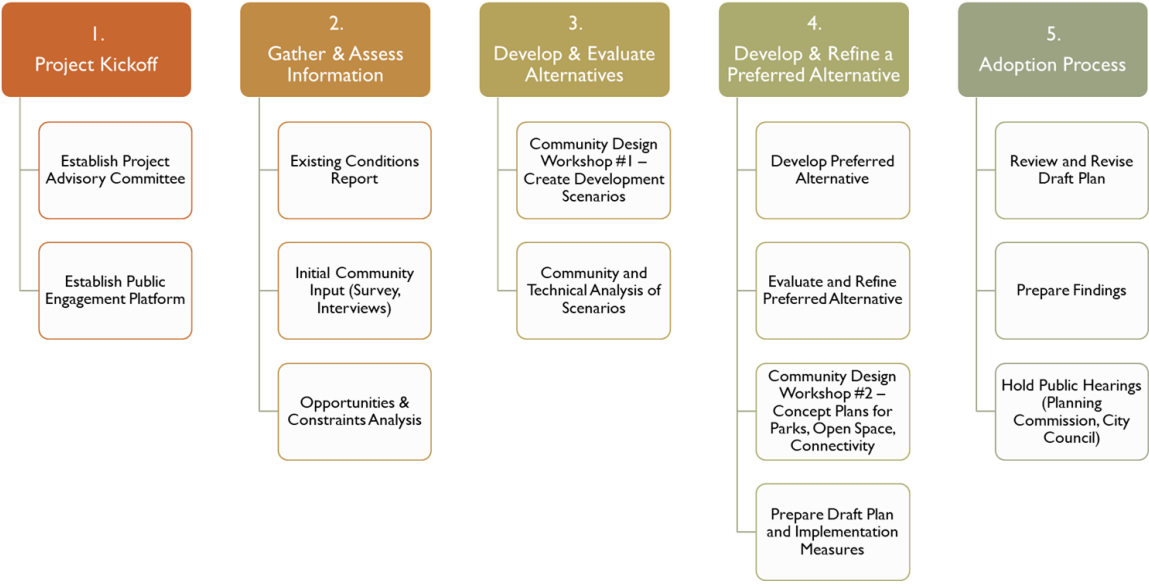 1.
Project Kickoff
Establish Project
Advisory Committee
Establish Public
Engagement Platform
2.
Gather & Assess
Information
Existing Conditions
Report
Initial Community
Input (Survey,
Interviews)
Opportunities &
Constraints Analysis
3.
Develop & Evaluate
Alternatives
Community Design
Workshop #1 –
Create Development
Scenarios
Community and
Technical Analysis of
Scenarios
4.
Develop & Refine a
Preferred Alternative
Develop Preferred
Alternative
Evaluate and Refine
Preferred Alternative
Community Design
Workshop #2 –
Concept Plans for
Parks, Open Space,
Connectivity
Prepare Draft Plan
and Implementation
Measures
5.
Adoption Process
Review and Revise
Draft Plan
Prepare Findings
Hold Public Hearings
(Planning
Commission, City
Council)